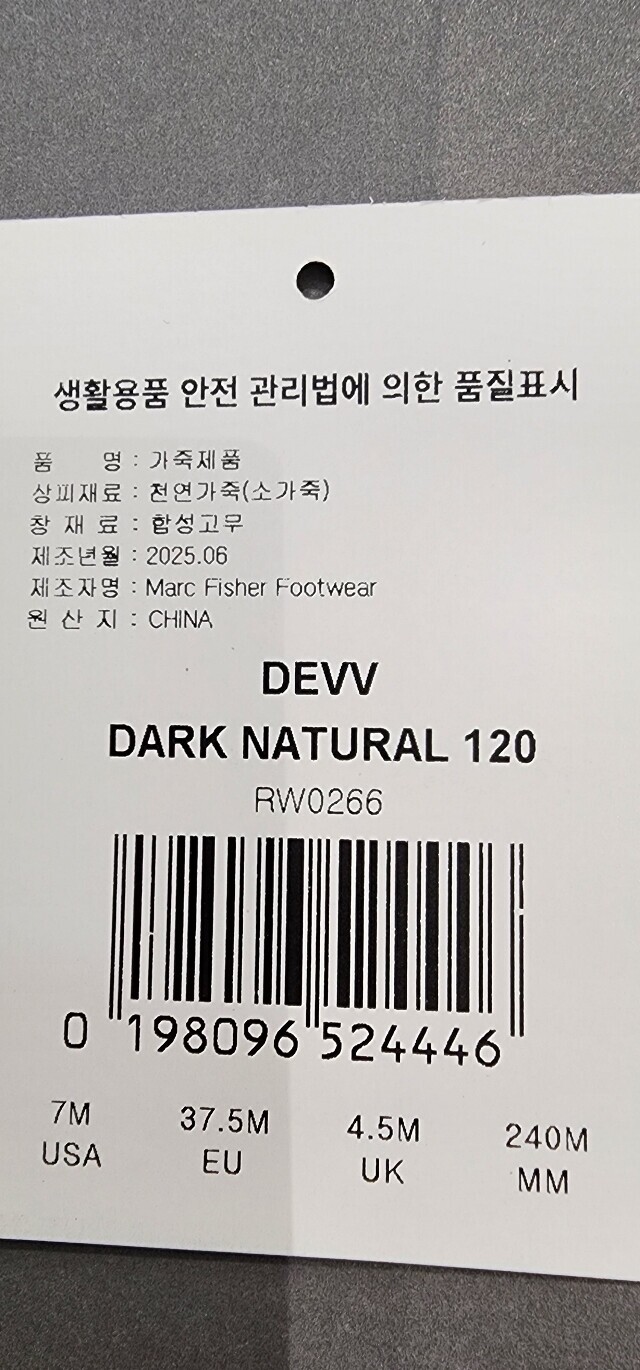 생활용품 안전 관리법에 의한 품질표시
품 명 : 가죽제품
상피재료 : 천연가죽(소가죽)
창 재 료 : 합성고무
제조년월 : 2025.06
제조자명 : Marc Fisher Footwear
원 산 지 : CHINA
DEVV
DARK NATURAL 120
RW0266
0 198096 524446
7M 37.5M 4.5M 240M
USA EU UK MM